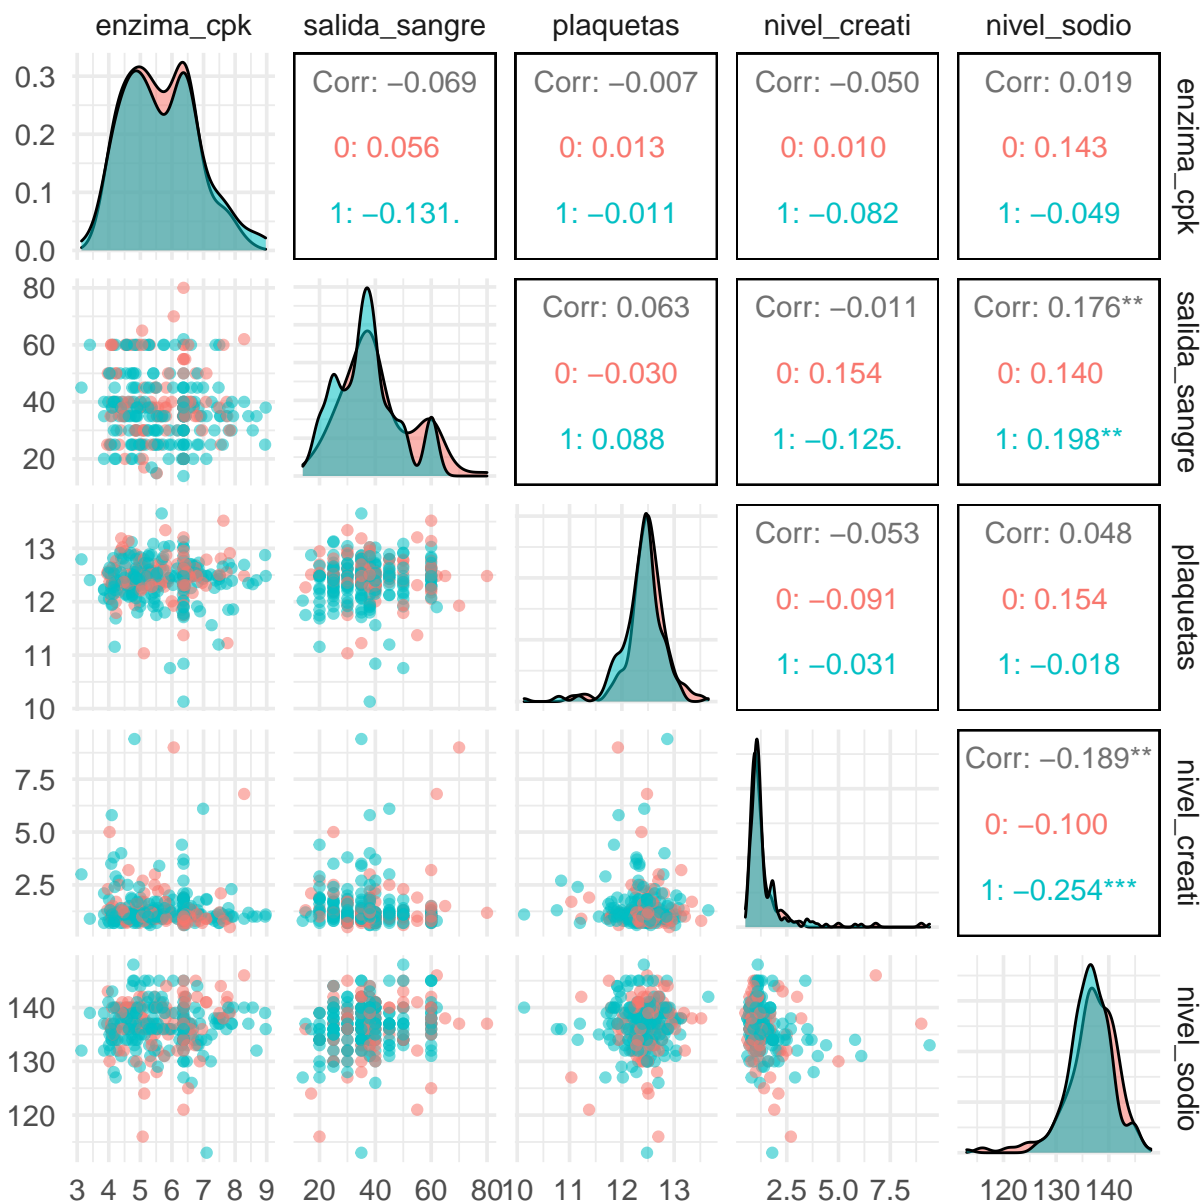 enzima_cpk salida_sangre plaquetas nivel_creati nivel_sodio
0.3
0.2
0.1
0.0
Corr: −0.069
0: 0.056
1: −0.131.
Corr: −0.007
0: 0.013
1: −0.011
Corr: −0.050
0: 0.010
1: −0.082
Corr: 0.019
0: 0.143
1: −0.049
enzima_cpk
80
60
40
20
Corr: 0.063
0: −0.030
1: 0.088
Corr: −0.011
0: 0.154
1: −0.125.
Corr: 0.176**
0: 0.140
1: 0.198**
salida_sangre
13
12
11
10
Corr: −0.053
0: −0.091
1: −0.031
Corr: 0.048
0: 0.154
1: −0.018
plaquetas
7.5
5.0
2.5
Corr: −0.189**
0: −0.100
1: −0.254***
nivel_creati
140
130
120
nivel_sodio
3 4 5 6 7 8 9 20 40 60 80 10 11 12 13 2.5 5.0 7.5 120 130 140